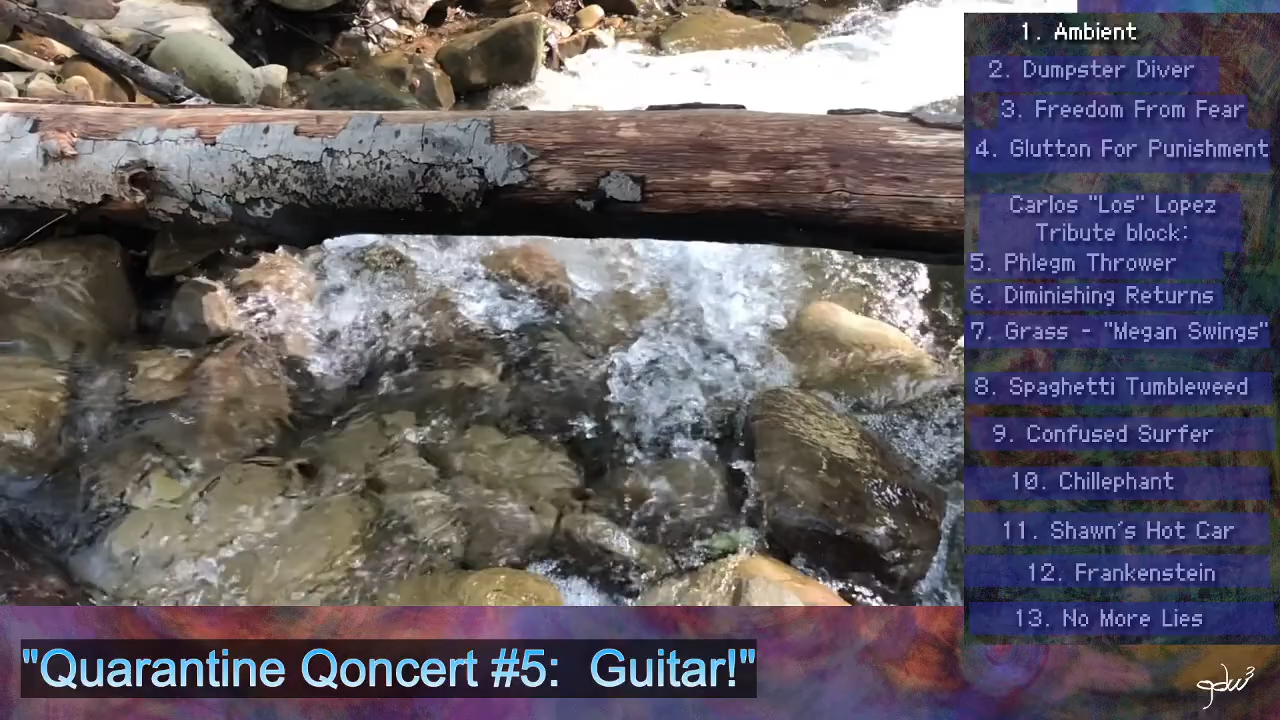 1. Ambient
2. Dumpster Diver
3. Freedom From Fear
4. Glutton For Punishment
Carlos "Los" Lopez
Tribute block:
5. Phlegm Thrower
6. Diminishing Returns
7. Grass - "Megan Swings"
8. Spaghetti Tumbleweed
9. Confused Surfer
10. Chillephant
11. Shawn's Hot Car
12. Frankenstein
13. No More Lies
"Quarantine Qoncert #5:  Guitar!"
gdw³